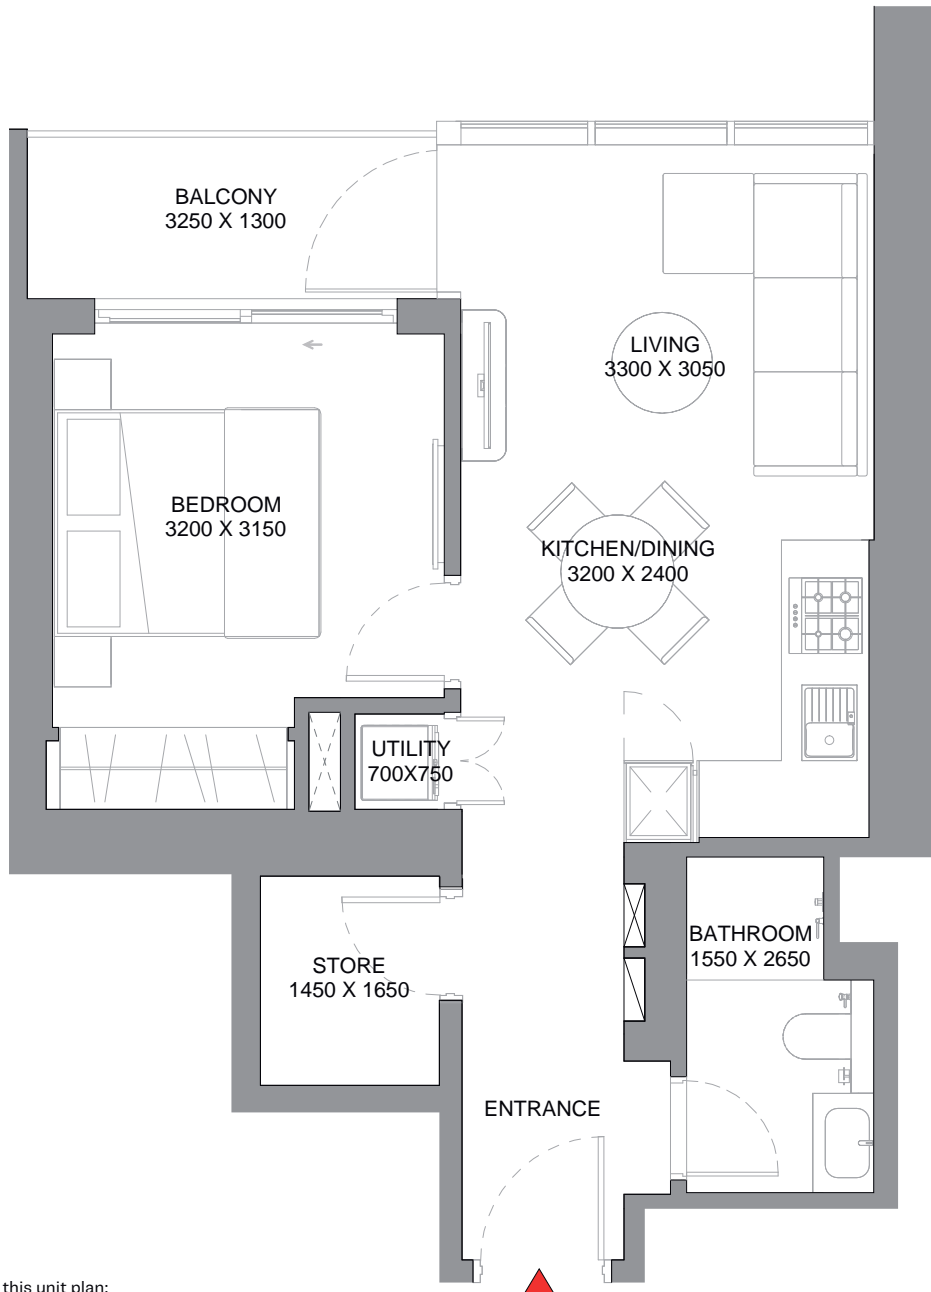 BALCONY
3250 X 1300
LIVING
3300 X 3050
BEDROOM
3200 X 3150
KITCHEN/DINING
3200 X 2400
UTILITY
700X750
BATHROOM
1550 X 2650
STORE
1450 X 1650
ENTRANCE
this unit plan: